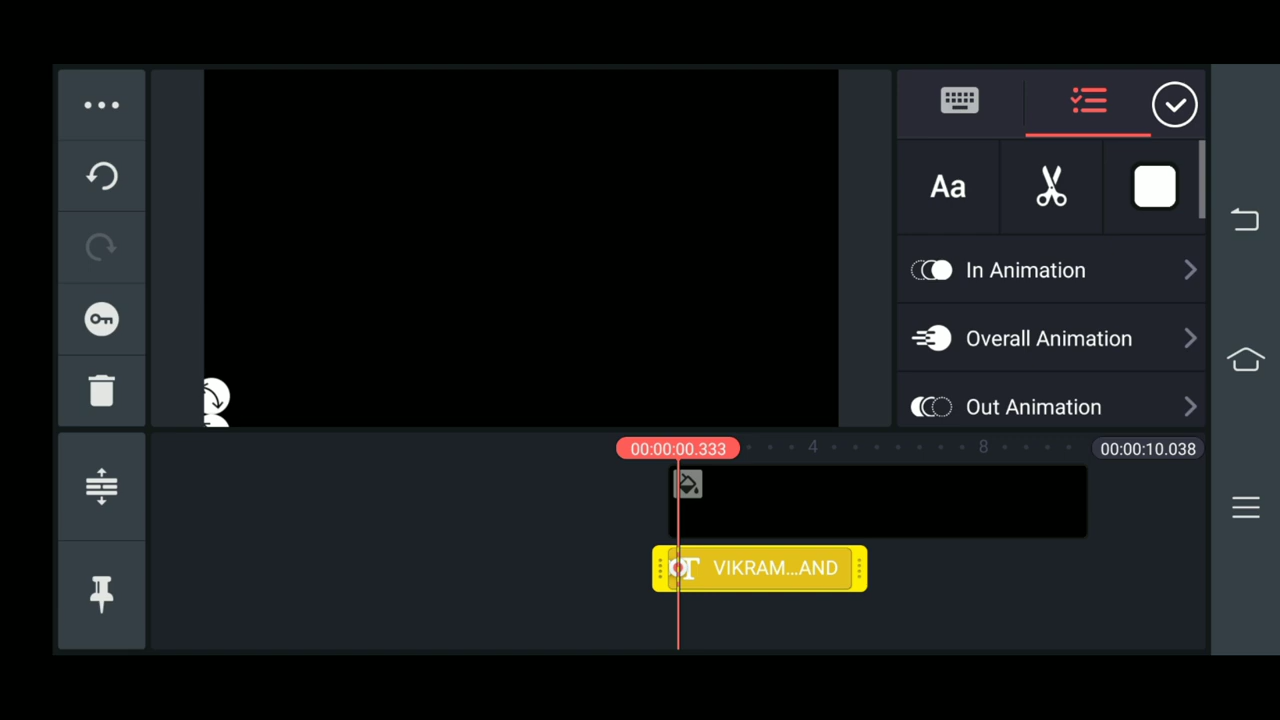 Aa
In Animation
Overall Animation
Out Animation
00:00:00.333
4
8
00:00:10.038
T VIKRAM...AND